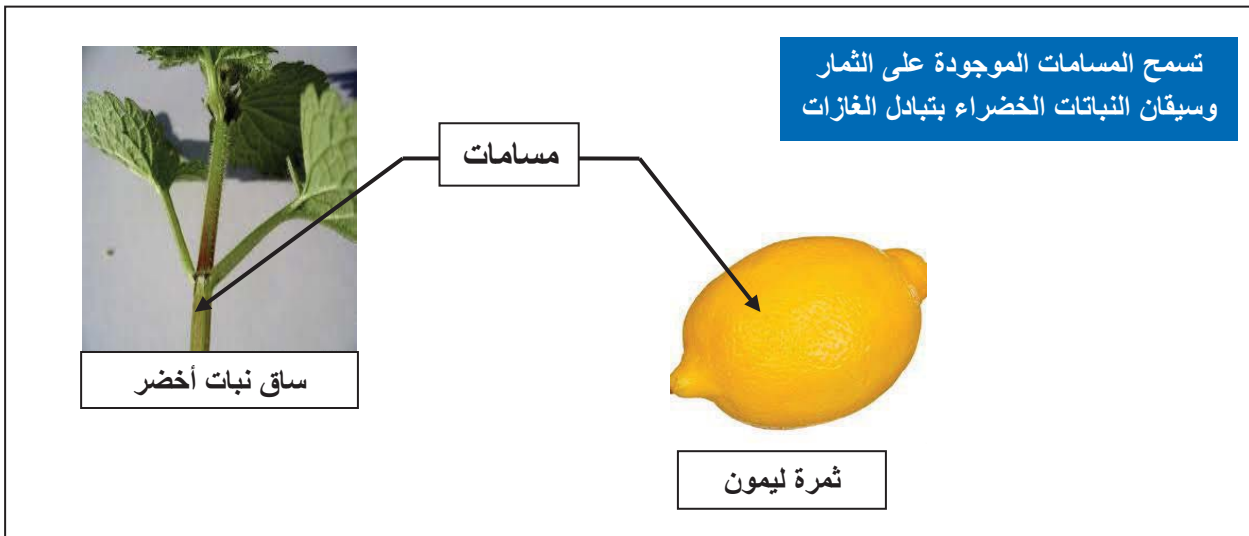 تسمح المسامات الموجودة على الثمار
وسيقان النباتات الخضراء بتبادل الغازات
مسامات
ساق نبات أخضر
ثمرة ليمون